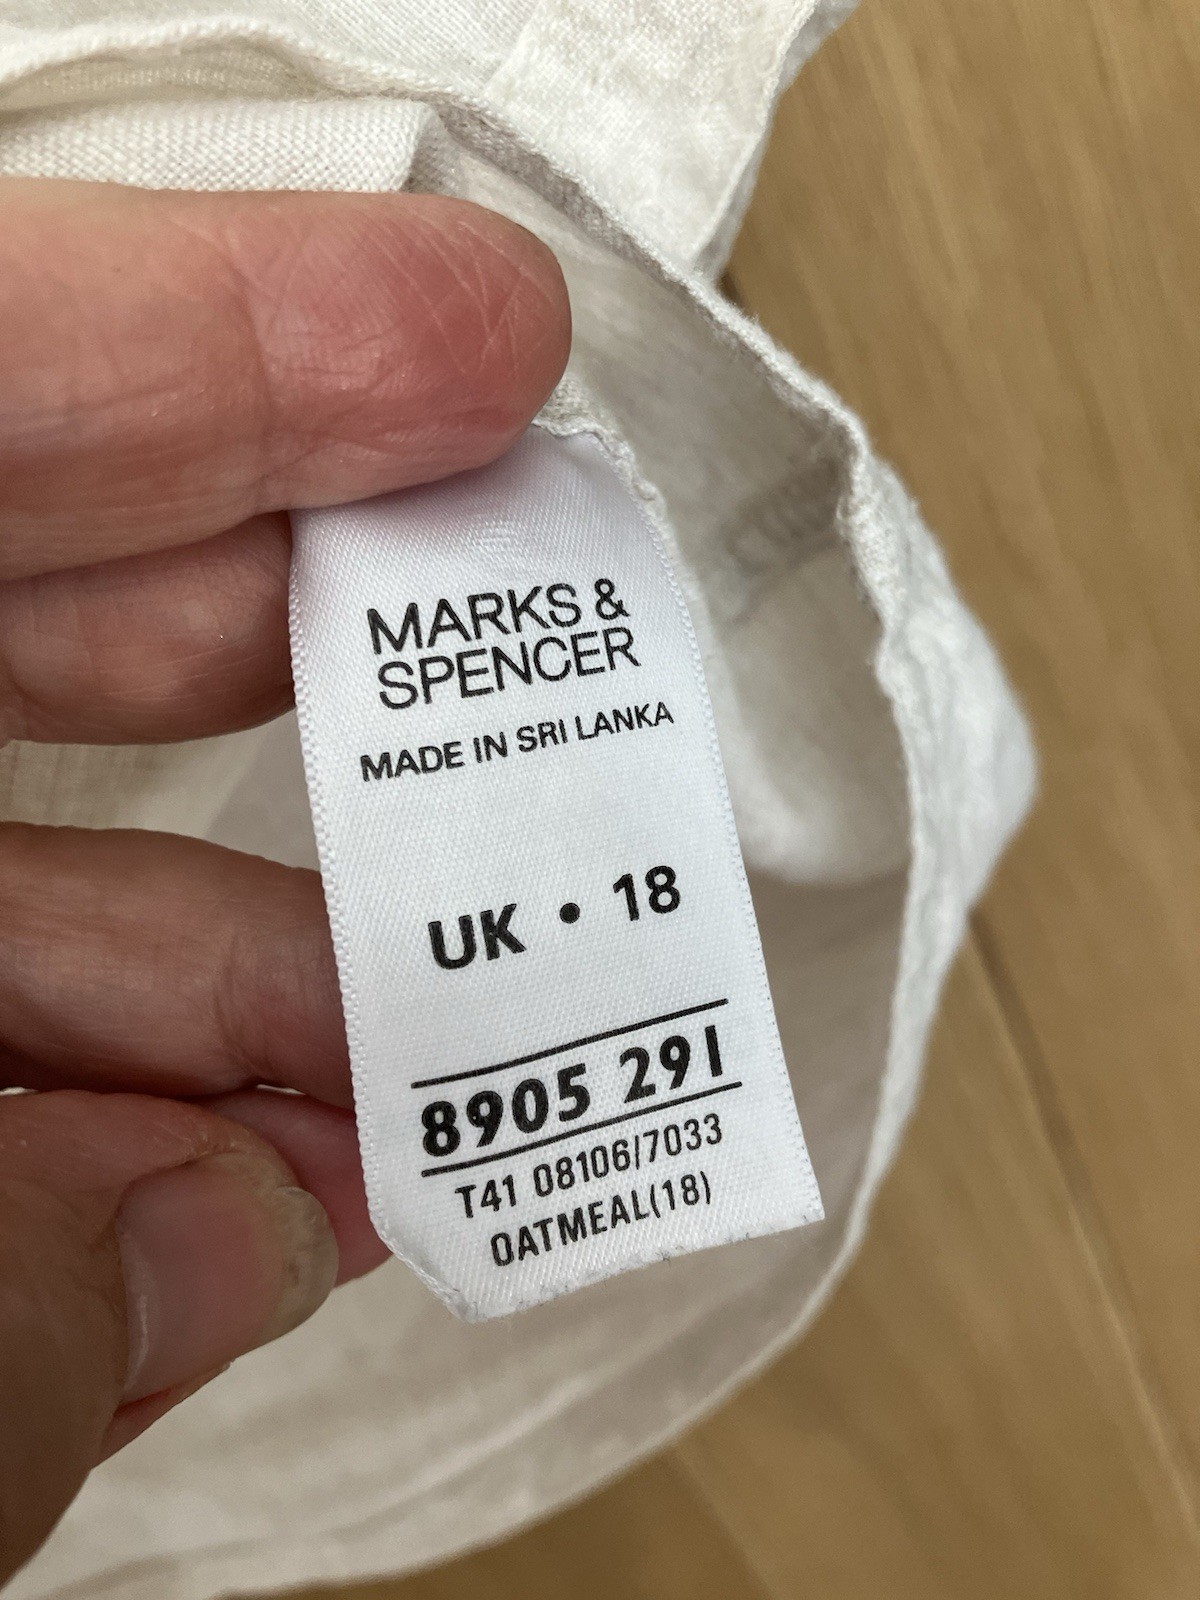 MARKS &
SPENCER
MADE IN SRI LANKA
UK • 18
8905 291
T41 08106/7033
OATMEAL(18)